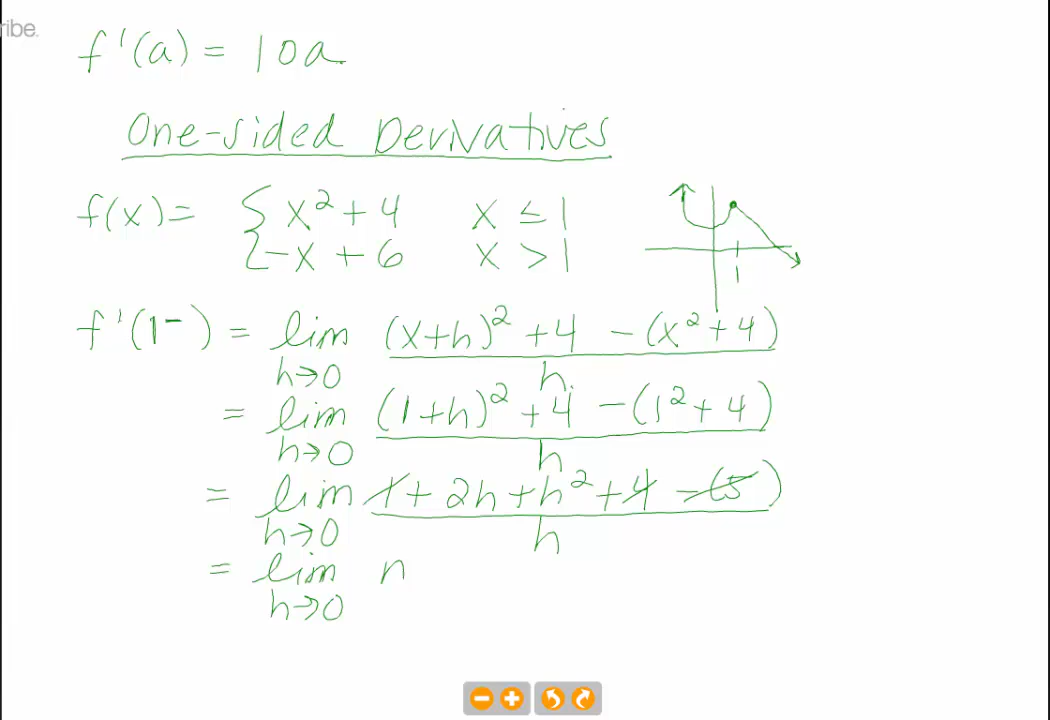 ribe.
f'(a) = 10a
One-sided Derivatives
f(x) = { x² + 4 x ≤ 1
{ -x + 6 x > 1
1
f'(1-) = lim h→0 (x+h)² + 4 - (x² + 4) / h
= lim h→0 (1+h)² + 4 - (1² + 4) / h
= lim h→0 1 + 2h + h² + 4 - (5) / h
= lim h→0 n